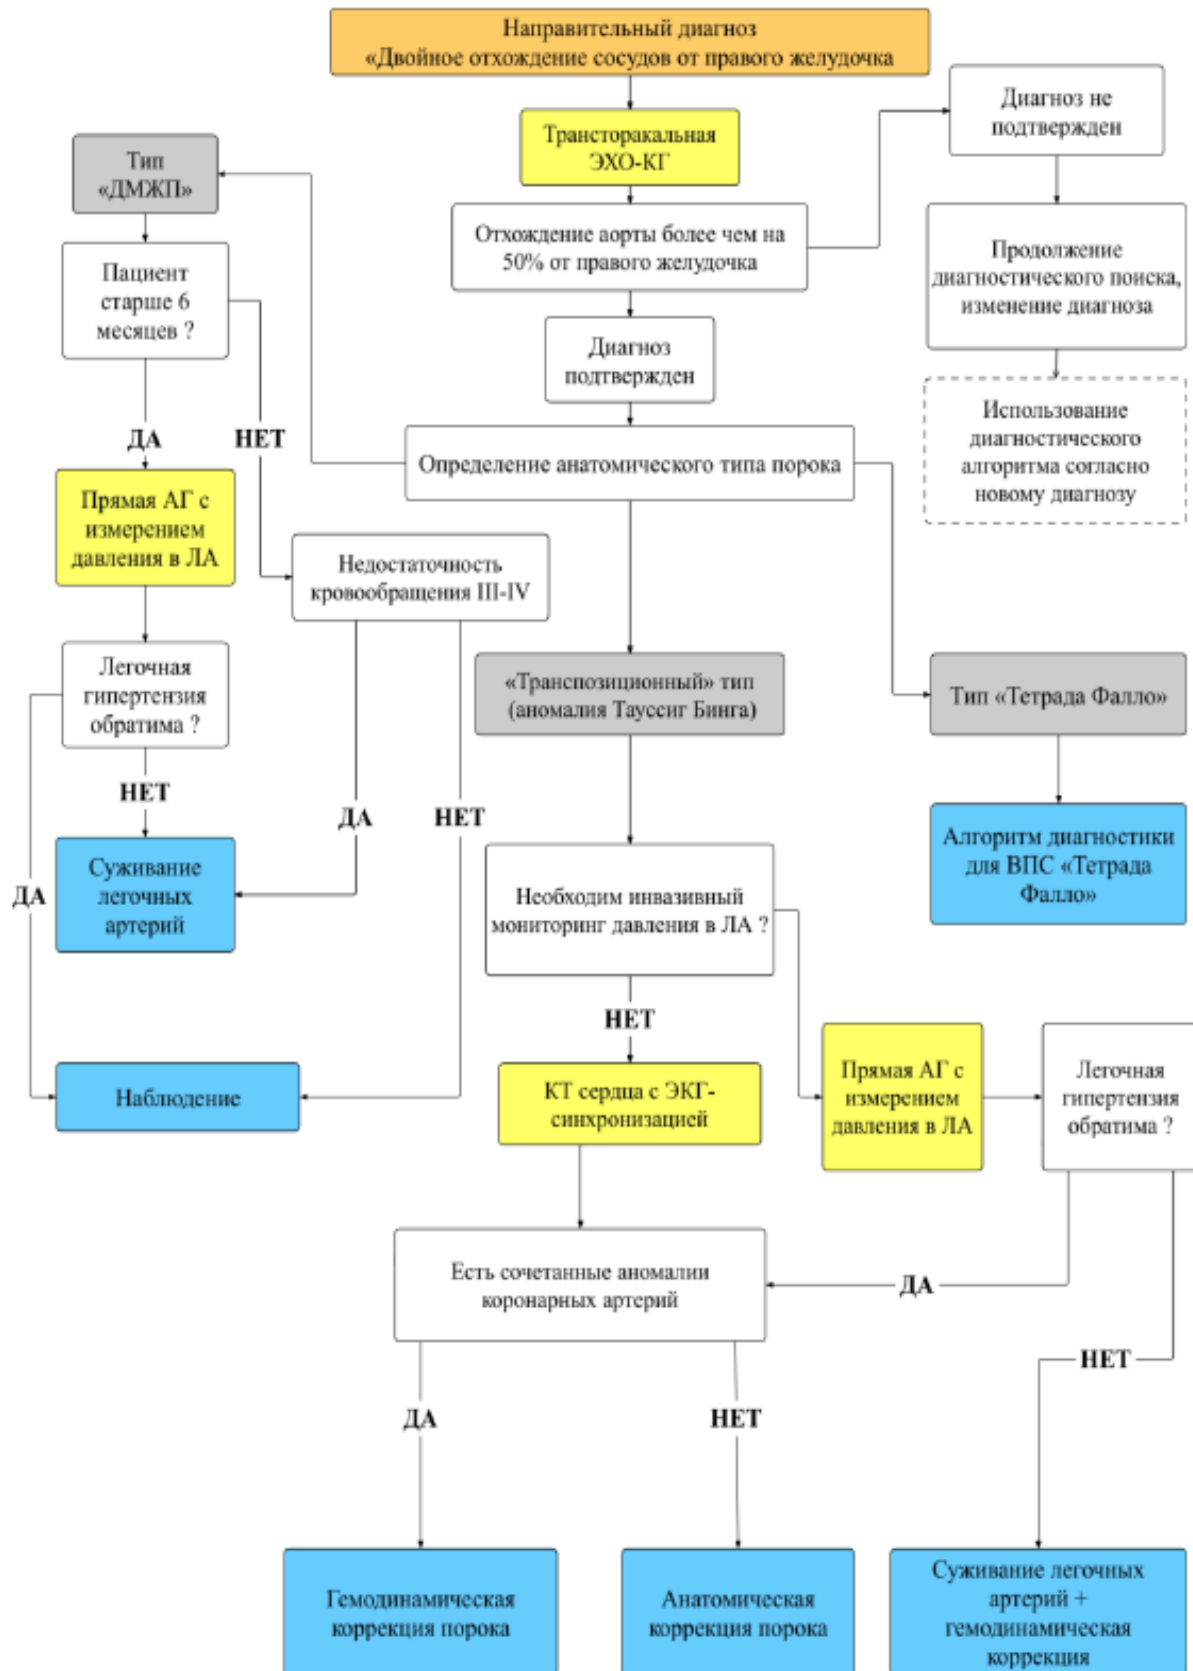 Направительный диагноз
«Двойное отхождение сосудов от правого желудочка
Трансторакальная
ЭХО-КГ
Диагноз не
подтвержден
Тип
«ДМЖП»
Отхождение аорты более чем на
50% от правого желудочка
Продолжение
диагностического поиска,
изменение диагноза
Пациент
старше 6
месяцев ?
Диагноз
подтвержден
Использование
диагностического
алгоритма согласно
новому диагнозу
ДА
НЕТ
Определение анатомического типа порока
Прямая АГ с
измерением
давления в ЛА
Недостаточность
кровообращения III-IV
Легочная
гипертензия
обратима ?
«Транспозиционный» тип
(аномалия Тауссиг Бинга)
Тип «Тетрада Фалло»
НЕТ
ДА
НЕТ
Суживание
легочных
артерий
ДА
Алгоритм диагностики
для ВПС «Тетрада
Фалло»
Необходим инвазивный
мониторинг давления в ЛА ?
НЕТ
Наблюдение
КТ сердца с ЭКГ-
синхронизацией
Прямая АГ с
измерением
давления в ЛА
Легочная
гипертензия
обратима ?
Есть сочетанные аномалии
коронарных артерий
ДА
НЕТ
ДА
НЕТ
Гемодинамическая
коррекция порока
Анатомическая
коррекция порока
Суживание легочных
артерий +
гемодинамическая
коррекция